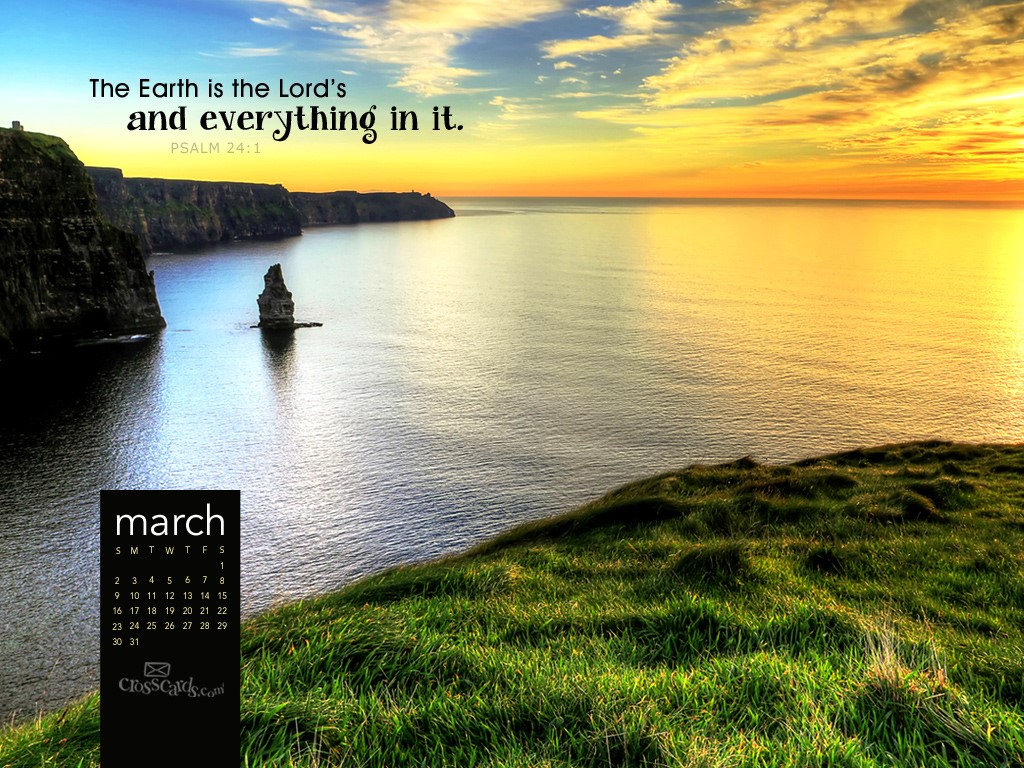 The Earth is the Lord's
and everything in it.
PSALM 24:1
march
S M T W T F S
1
2 3 4 5 6 7 8
9 10 11 12 13 14 15
16 17 18 19 20 21 22
23 24 25 26 27 28 29
30 31
crosscards.com